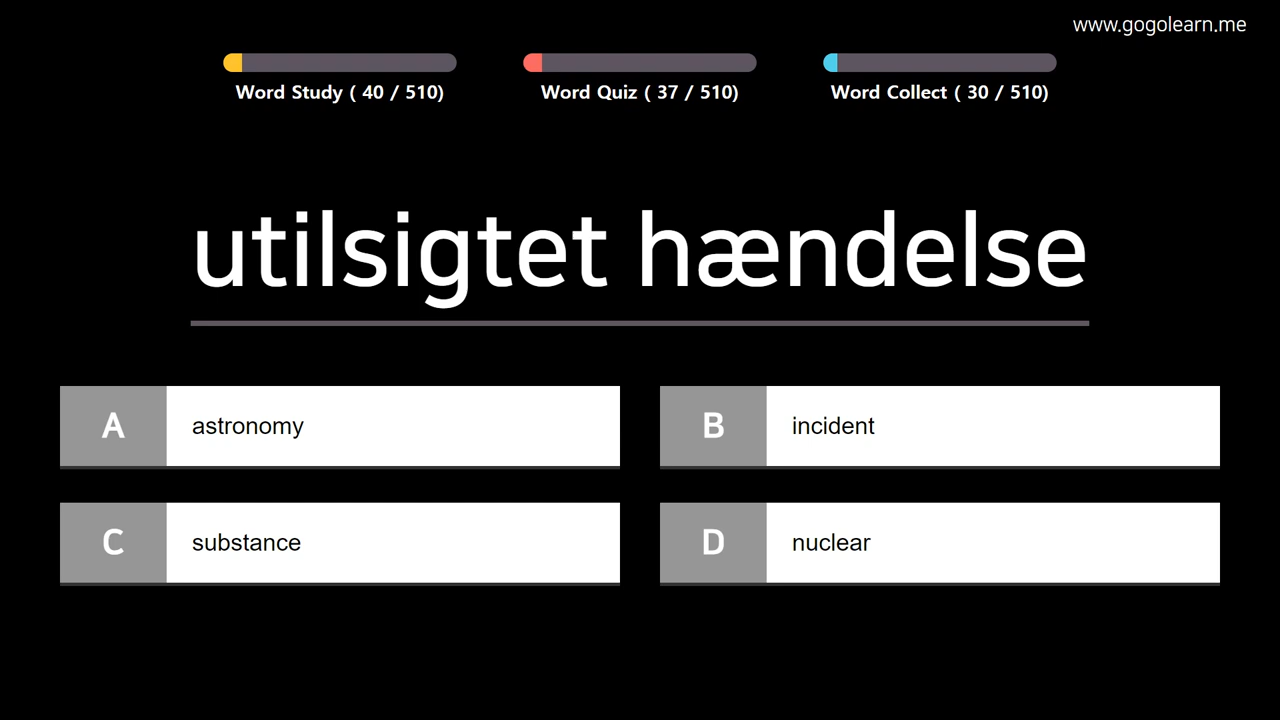 www.gogolearn.me
Word Study ( 40 / 510)
Word Quiz ( 37 / 510)
Word Collect ( 30 / 510)
utilsigtet hændelse
A astronomy
B incident
C substance
D nuclear